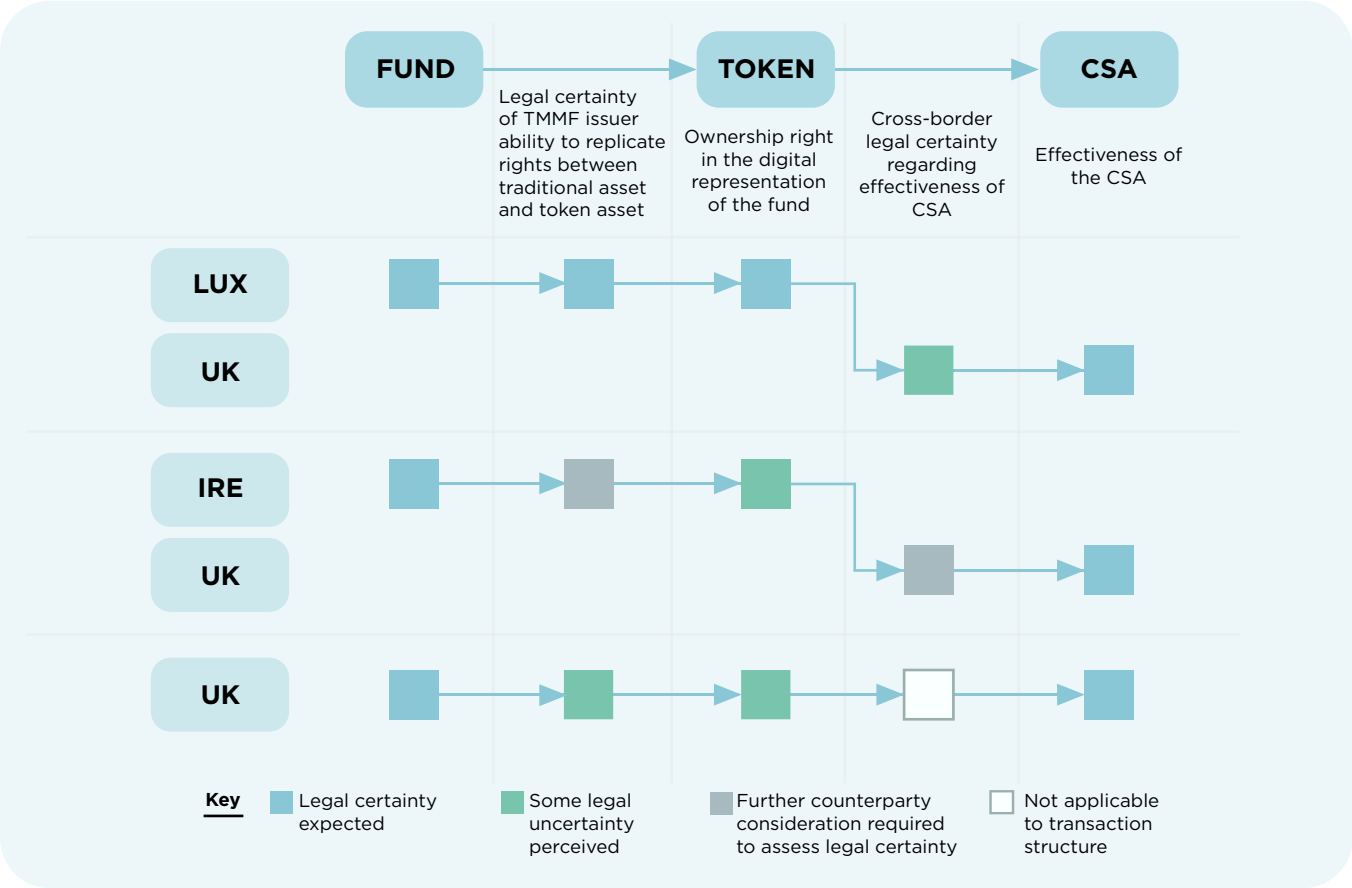 FUND
TOKEN
CSA
Legal certainty
of TMMF issuer
ability to replicate
rights between
traditional asset
and token asset
Ownership right
in the digital
representation
of the fund
Cross-border
legal certainty
regarding
effectiveness of
CSA
Effectiveness of
the CSA
LUX
UK
IRE
UK
UK
Key
Legal certainty
expected
Some legal
uncertainty
perceived
Further counterparty
consideration required
to assess legal certainty
Not applicable
to transaction
structure